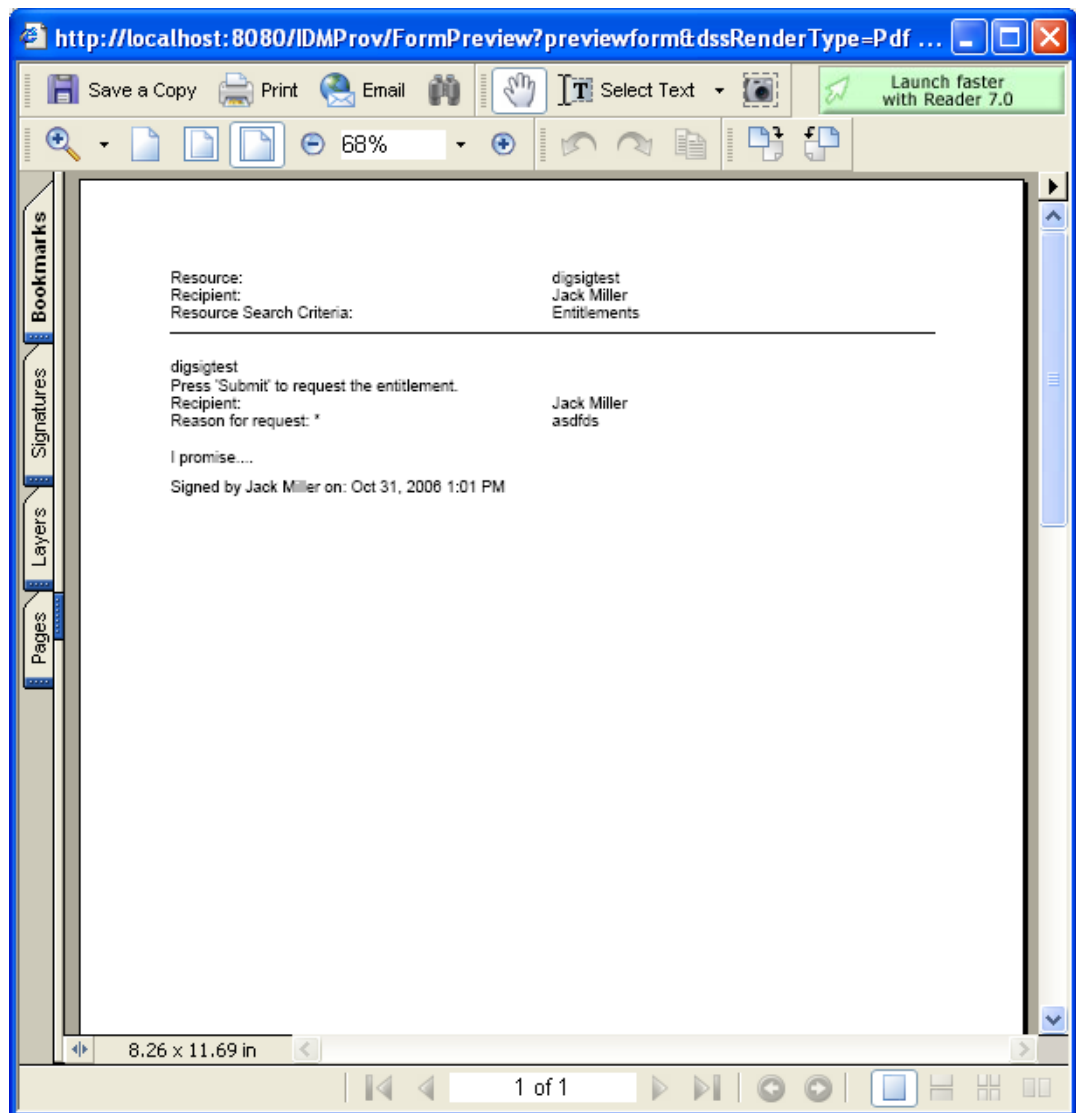 http://localhost:8080/IDMProv/FormPreview?previewform&dssRenderType=Pdf ...
Save a Copy Print Email Select Text Launch faster
with Reader 7.0
68%
Bookmarks
Signatures
Layers
Pages
Resource: digsigtest
Recipient: Jack Miller
Resource Search Criteria: Entitlements
digsigtest
Press 'Submit' to request the entitlement.
Recipient: Jack Miller
Reason for request: * asdfds
I promise....
Signed by Jack Miller on: Oct 31, 2006 1:01 PM
8.26 x 11.69 in
1 of 1